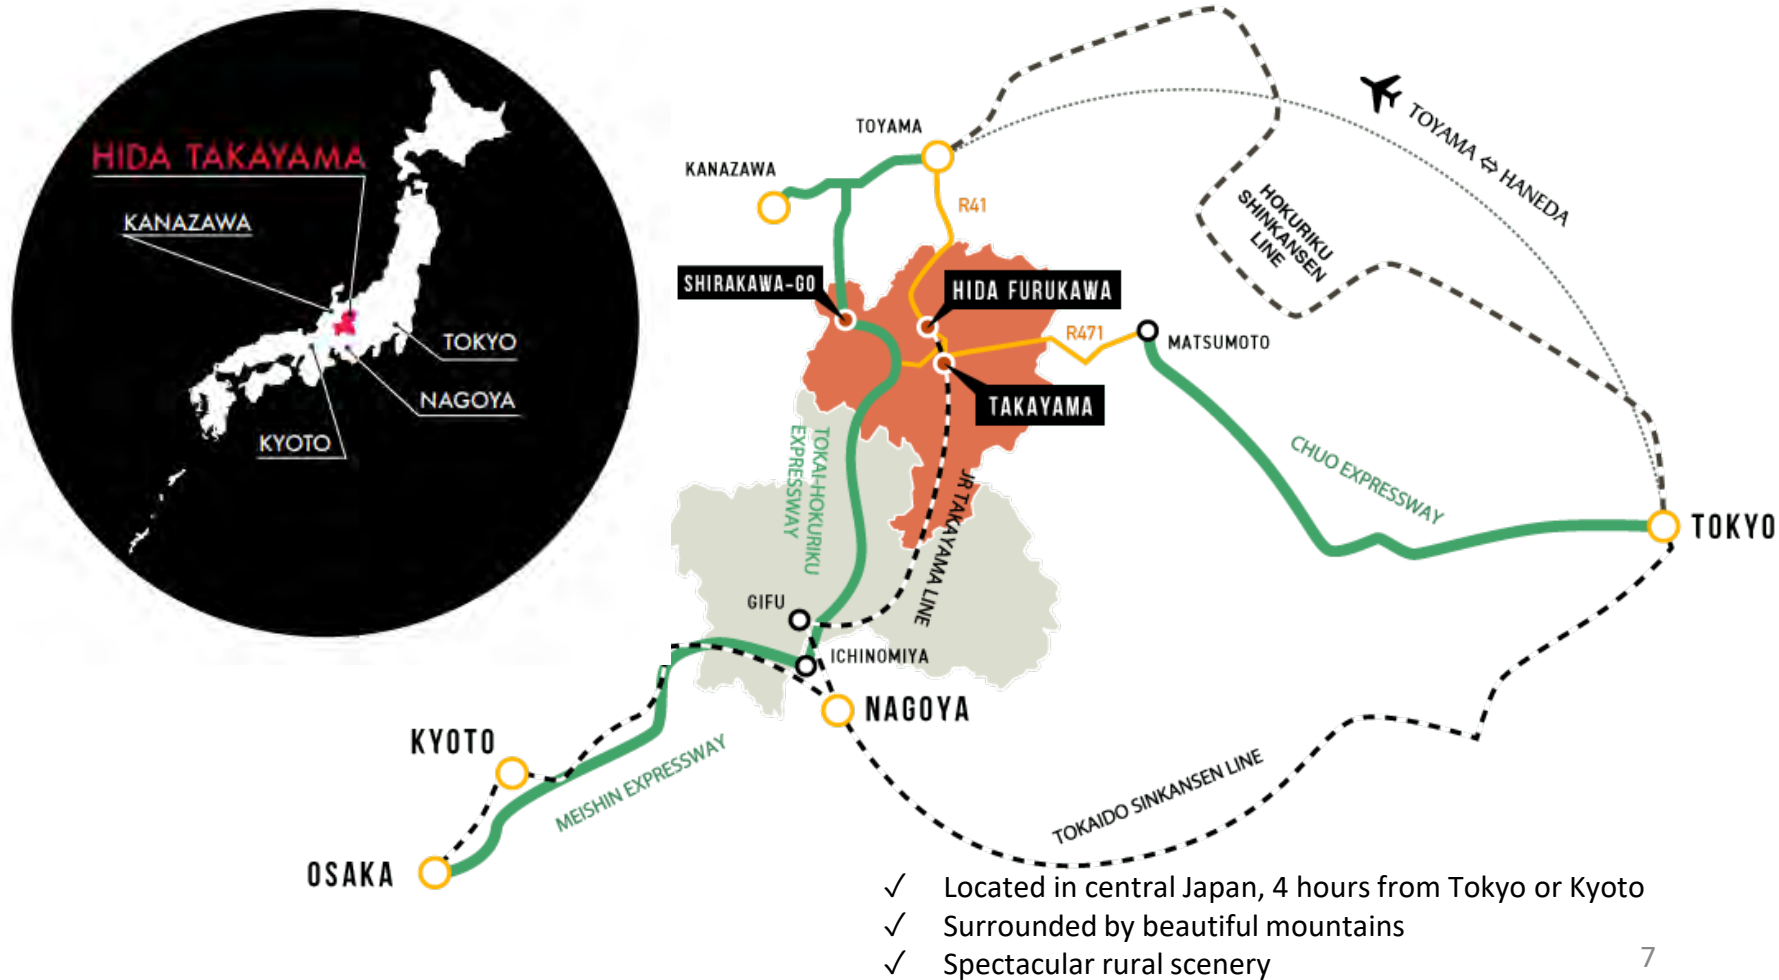 HIDA TAKAYAMA
KANAZAWA
TOKYO
NAGOYA
KYOTO
TOYAMA
KANAZAWA
R41
TOYAMA ⇔ HANEDA
HOKURIKU
SHINKANSEN
LINE
SHIRAKAWA-GO
HIDA FURUKAWA
R471
MATSUMOTO
TAKAYAMA
TOKAI-HOKURIKU
EXPRESSWAY
JR TAKAYAMA LINE
CHUO EXPRESSWAY
TOKYO
GIFU
ICHINOMIYA
NAGOYA
KYOTO
MEISHIN EXPRESSWAY
OSAKA
TOKAIDO SINKANSEN LINE
✓ Located in central Japan, 4 hours from Tokyo or Kyoto
✓ Surrounded by beautiful mountains
✓ Spectacular rural scenery
7